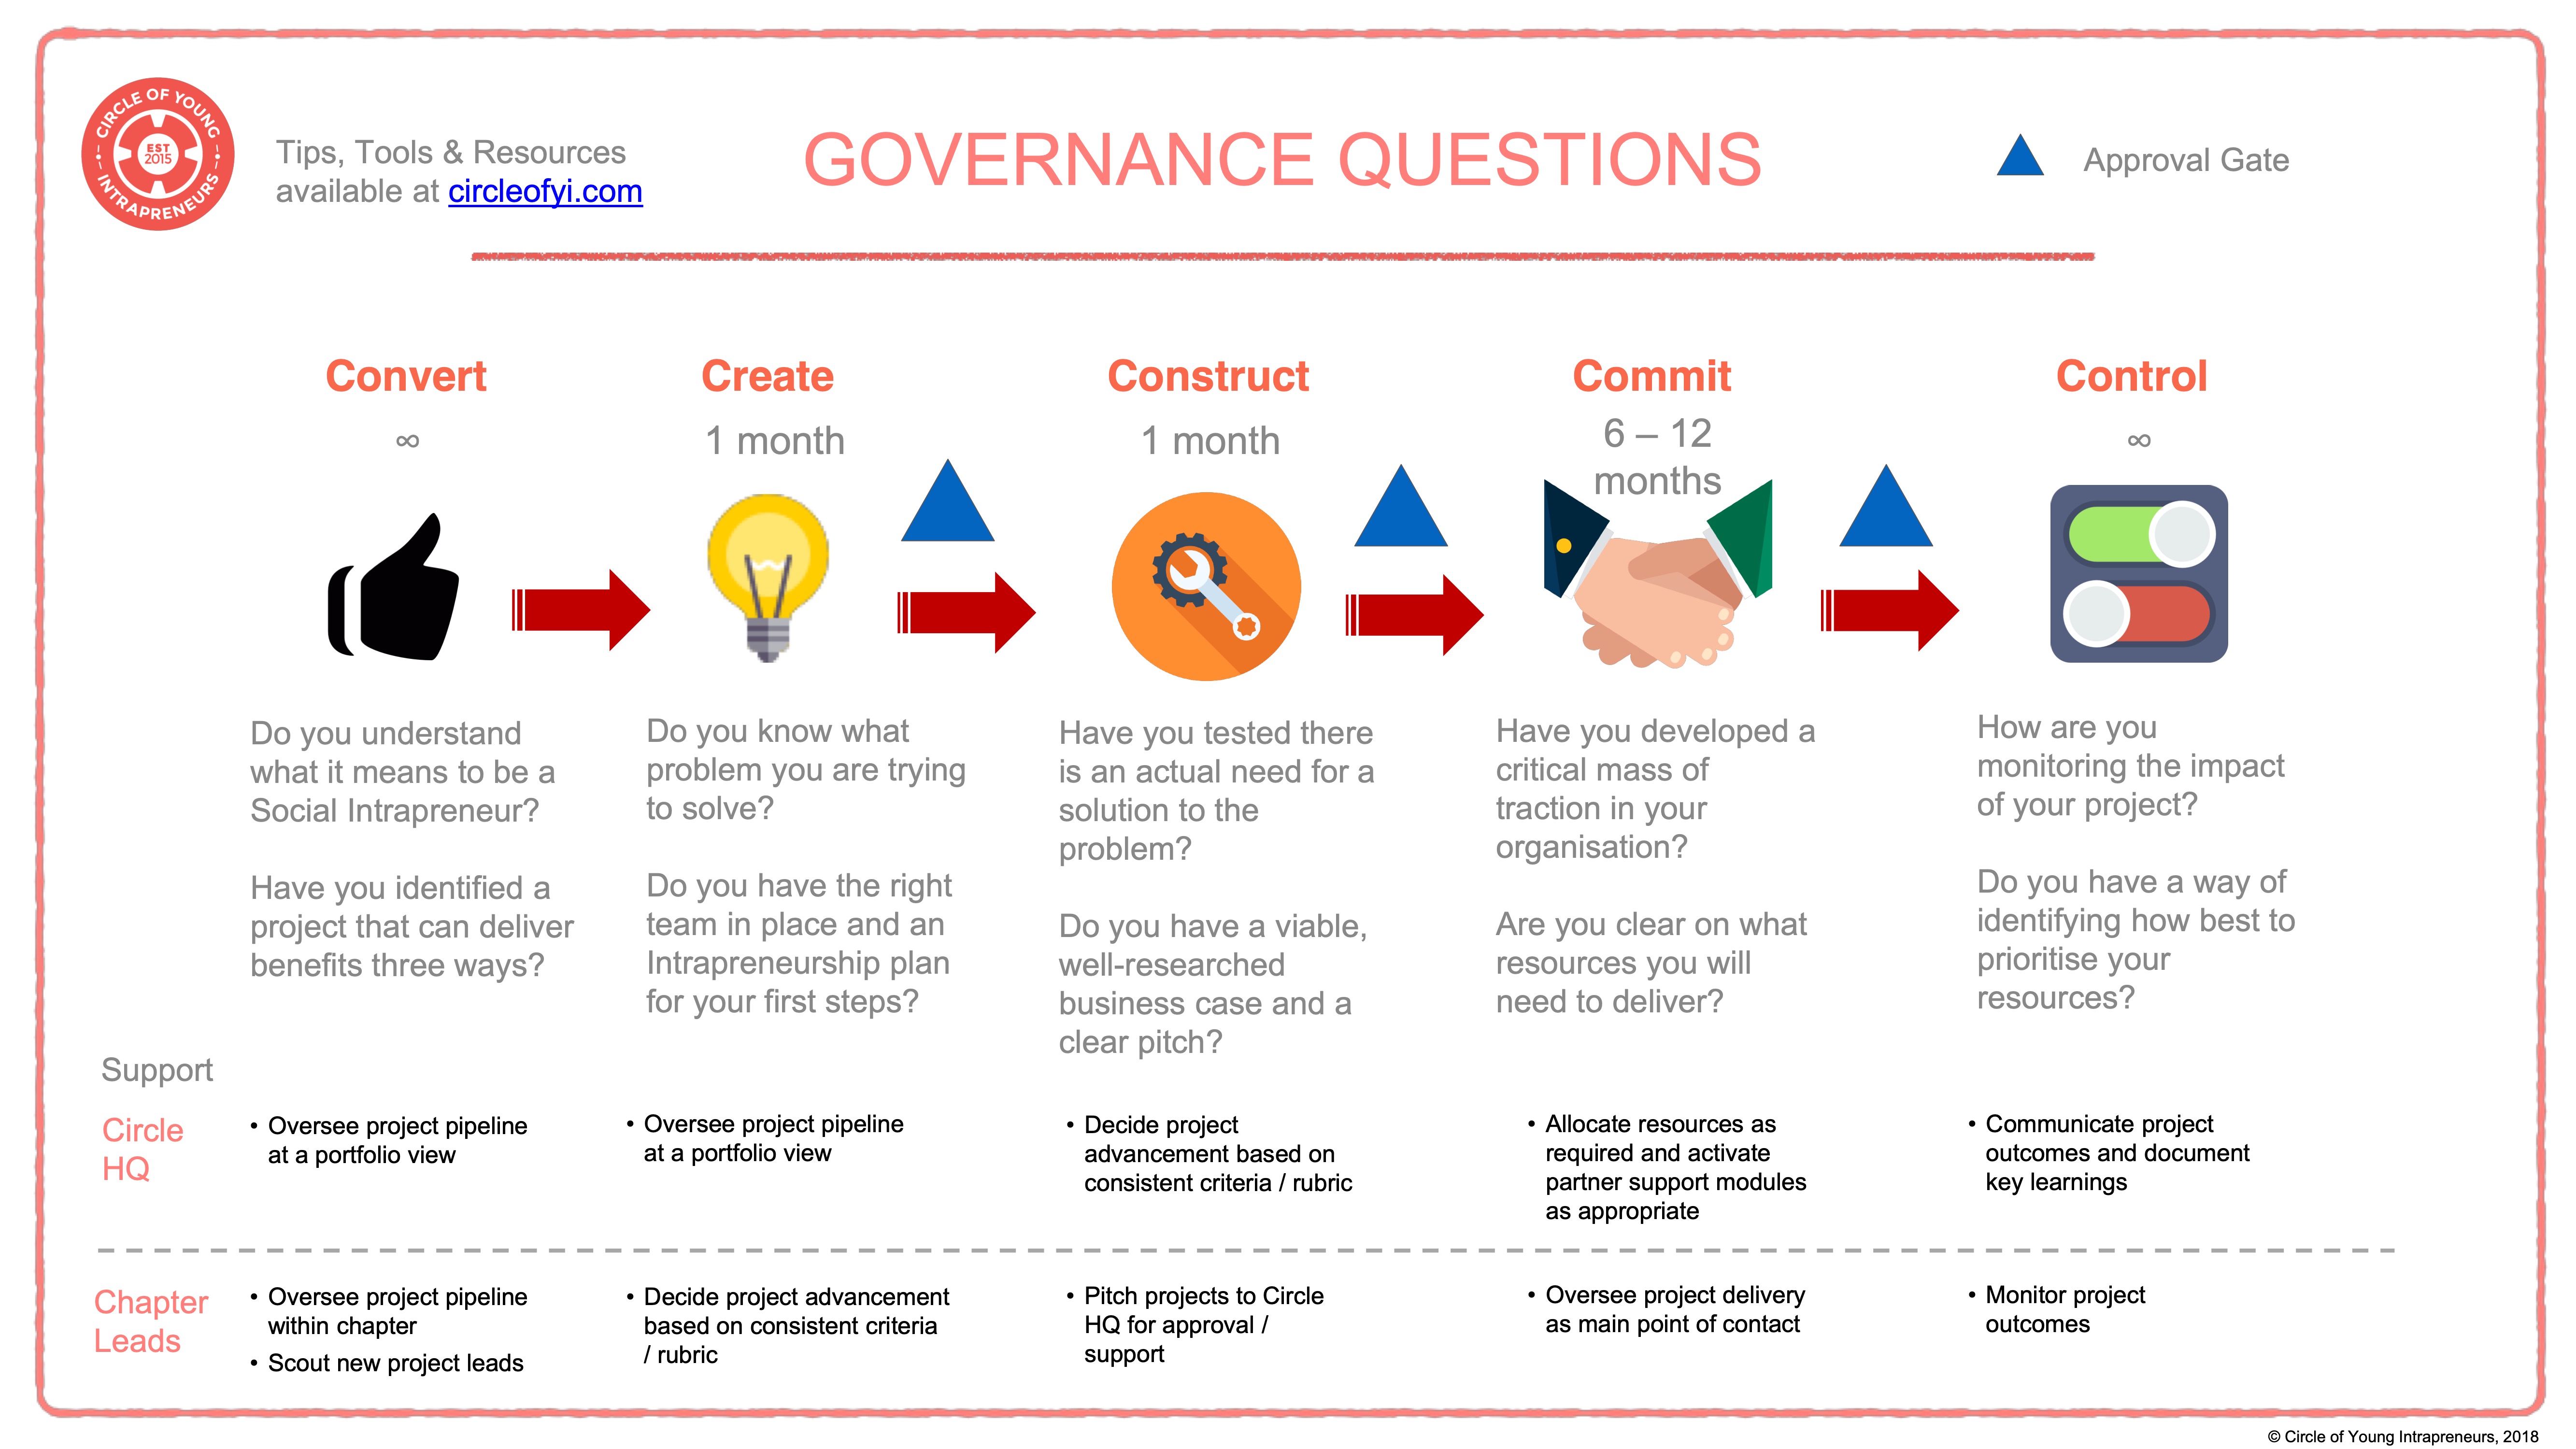 CIRCLE OF YOUNG
EST
2015
INTRAPRENEURS
Tips, Tools & Resources
available at circleofyi.com
GOVERNANCE QUESTIONS
Approval Gate
Convert
∞
Create
1 month
Construct
1 month
Commit
6 – 12
months
Control
∞
Do you understand
what it means to be a
Social Intrapreneur?
Have you identified a
project that can deliver
benefits three ways?
Do you know what
problem you are trying
to solve?
Do you have the right
team in place and an
Intrapreneurship plan
for your first steps?
Have you tested there
is an actual need for a
solution to the
problem?
Do you have a viable,
well-researched
business case and a
clear pitch?
Have you developed a
critical mass of
traction in your
organisation?
Are you clear on what
resources you will
need to deliver?
How are you
monitoring the impact
of your project?
Do you have a way of
identifying how best to
prioritise your
resources?
Support
Circle
HQ
• Oversee project pipeline
at a portfolio view
• Oversee project pipeline
at a portfolio view
• Decide project
advancement based on
consistent criteria / rubric
• Allocate resources as
required and activate
partner support modules
as appropriate
• Communicate project
outcomes and document
key learnings
Chapter
Leads
• Oversee project pipeline
within chapter
• Scout new project leads
• Decide project advancement
based on consistent criteria
/ rubric
• Pitch projects to Circle
HQ for approval /
support
• Oversee project delivery
as main point of contact
• Monitor project
outcomes
© Circle of Young Intrapreneurs, 2018